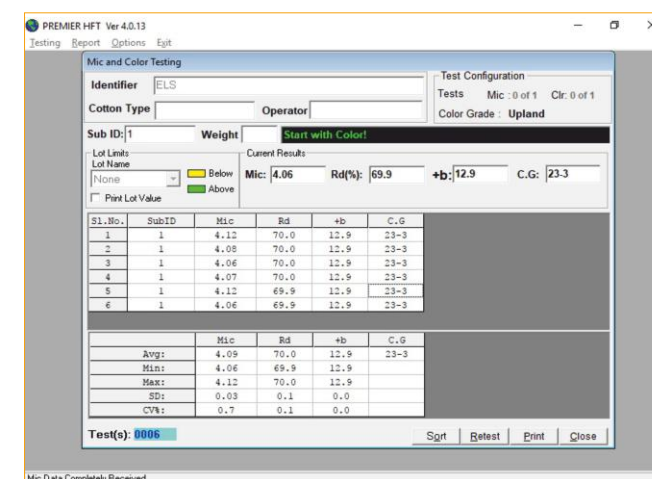 PREMIER HFT Ver 4.0.13
Testing Report Options Exit
Mic and Color Testing
Identifier ELS
Test Configuration
Tests Mic : 0 of 1 Clr: 0 of 1
Cotton Type Operator
Color Grade : Upland
Sub ID: 1 Weight Start with Color!
Lot Limits
Lot Name
None
Below
Above
Print Lot Value
Current Results
Mic: 4.06 Rd(%): 69.9 +b: 12.9 C.G: 23-3
Sl.No. SubID Mic Rd +b C.G
1 1 4.12 70.0 12.9 23-3
2 1 4.08 70.0 12.9 23-3
3 1 4.06 70.0 12.9 23-3
4 1 4.07 70.0 12.9 23-3
5 1 4.12 69.9 12.9 23-3
6 1 4.06 69.9 12.9 23-3
Mic Rd +b C.G
Avg: 4.09 70.0 12.9 23-3
Min: 4.06 69.9 12.9
Max: 4.12 70.0 12.9
SD: 0.03 0.1 0.0
CV%: 0.7 0.1 0.0
Test(s): 0006
Sort Retest Print Close
Mic Data Completely Received